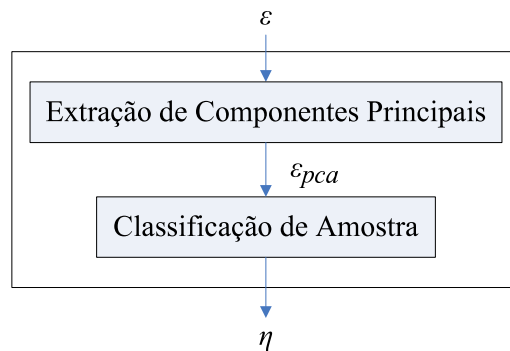 ε
Extração de Componentes Principais
εpca
Classificação de Amostra
η